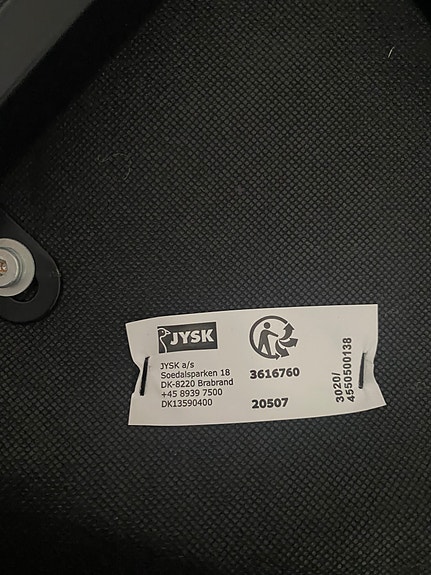 JYSK
JYSK a/s
Soedalsparken 18
DK-8220 Brabrand
+45 8939 7500
DK13590400
3616760
20507
3020/
4550500138